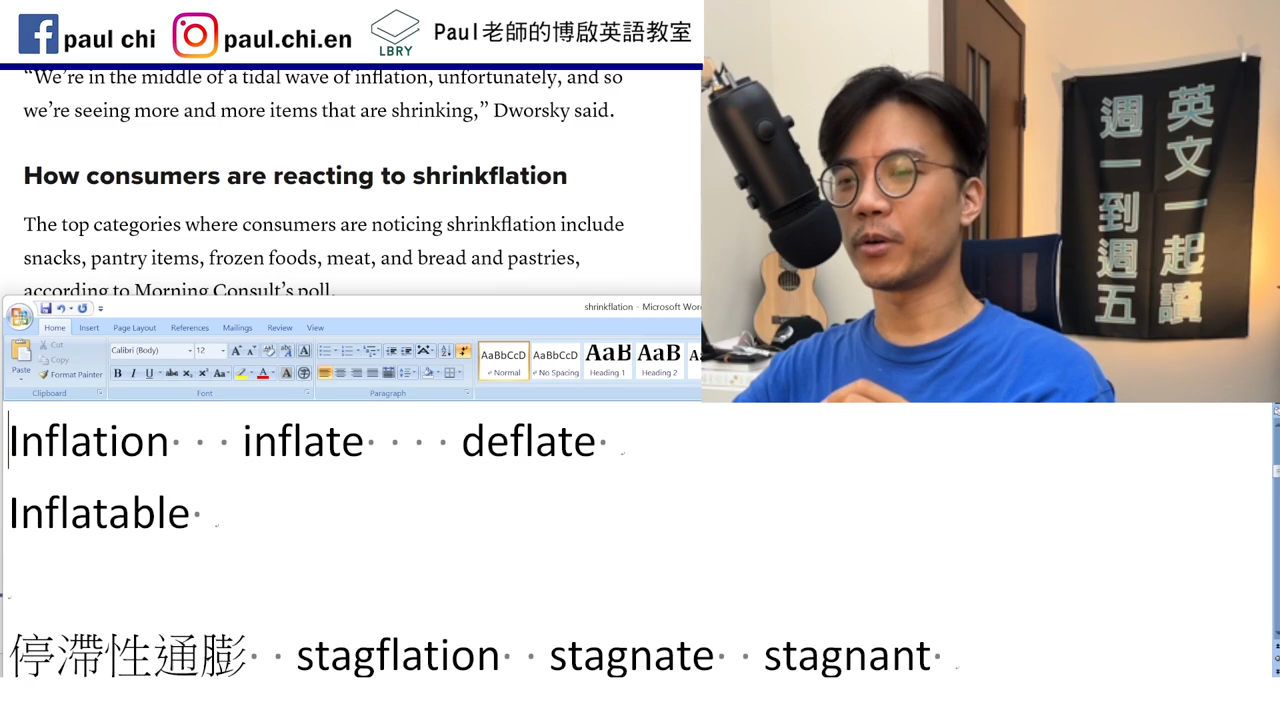 paul chi paul.chi.en LBRY Paul老師的博啟英語教室
“We’re in the middle of a tidal wave of inflation, unfortunately, and so
we’re seeing more and more items that are shrinking,” Dworsky said.
How consumers are reacting to shrinkflation
The top categories where consumers are noticing shrinkflation include
snacks, pantry items, frozen foods, meat, and bread and pastries,
according to Morning Consult’s poll.
英文一起讀
週一到週五
shrinkflation - Microsoft Wor
Home Insert Page Layout References Mailings Review View
Paste Cut Copy Format Painter
Calibri (Body) 12
AaBbCcD AaBbCcD AaB AaB
Normal No Spacing Heading 1 Heading 2
Clipboard Font Paragraph
Inflation inflate deflate
Inflatable
停滯性通膨 stagflation stagnate stagnant